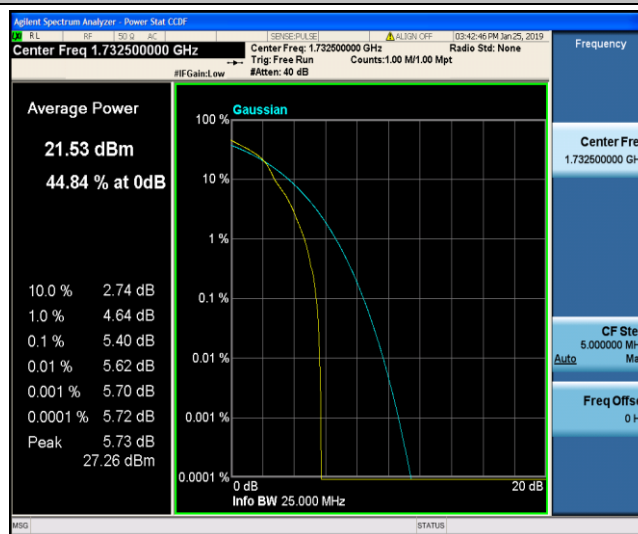 Agilent Spectrum Analyzer - Power Stat CCDF
RL RF 50 Ω AC SENSE:PULSE ALIGN OFF 03:42:46 PM Jan 25, 2019
Center Freq 1.732500000 GHz
Center Freq: 1.732500000 GHz Radio Std: None
Trig: Free Run Counts:1.00 M/1.00 Mpt
#IFGain:Low #Atten: 40 dB
Frequency
Average Power
21.53 dBm
44.84 % at 0dB
10.0 % 2.74 dB
1.0 % 4.64 dB
0.1 % 5.40 dB
0.01 % 5.62 dB
0.001 % 5.70 dB
0.0001 % 5.72 dB
Peak 5.73 dB
27.26 dBm
Gaussian
100 %
10 %
1 %
0.1 %
0.01 %
0.001 %
0.0001 %
0 dB 20 dB
Info BW 25.000 MHz
Center Fre
1.732500000 GH
CF Ste
5.000000 MH
Auto Ma
Freq Offse
0 H
MSG STATUS